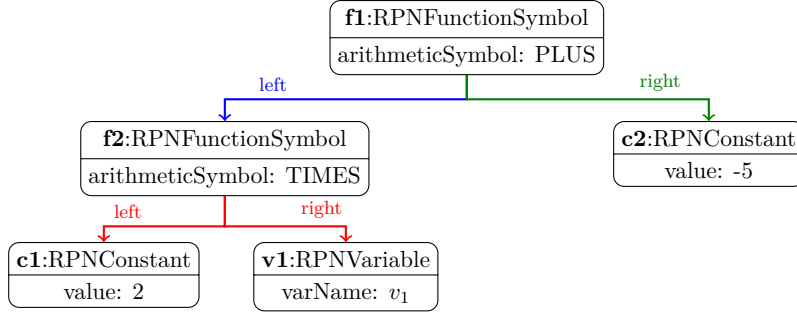 f1:RPNFunctionSymbol
arithmeticSymbol: PLUS
left
right
f2:RPNFunctionSymbol
arithmeticSymbol: TIMES
c2:RPNConstant
value: -5
left
right
c1:RPNConstant
value: 2
v1:RPNVariable
varName: v₁